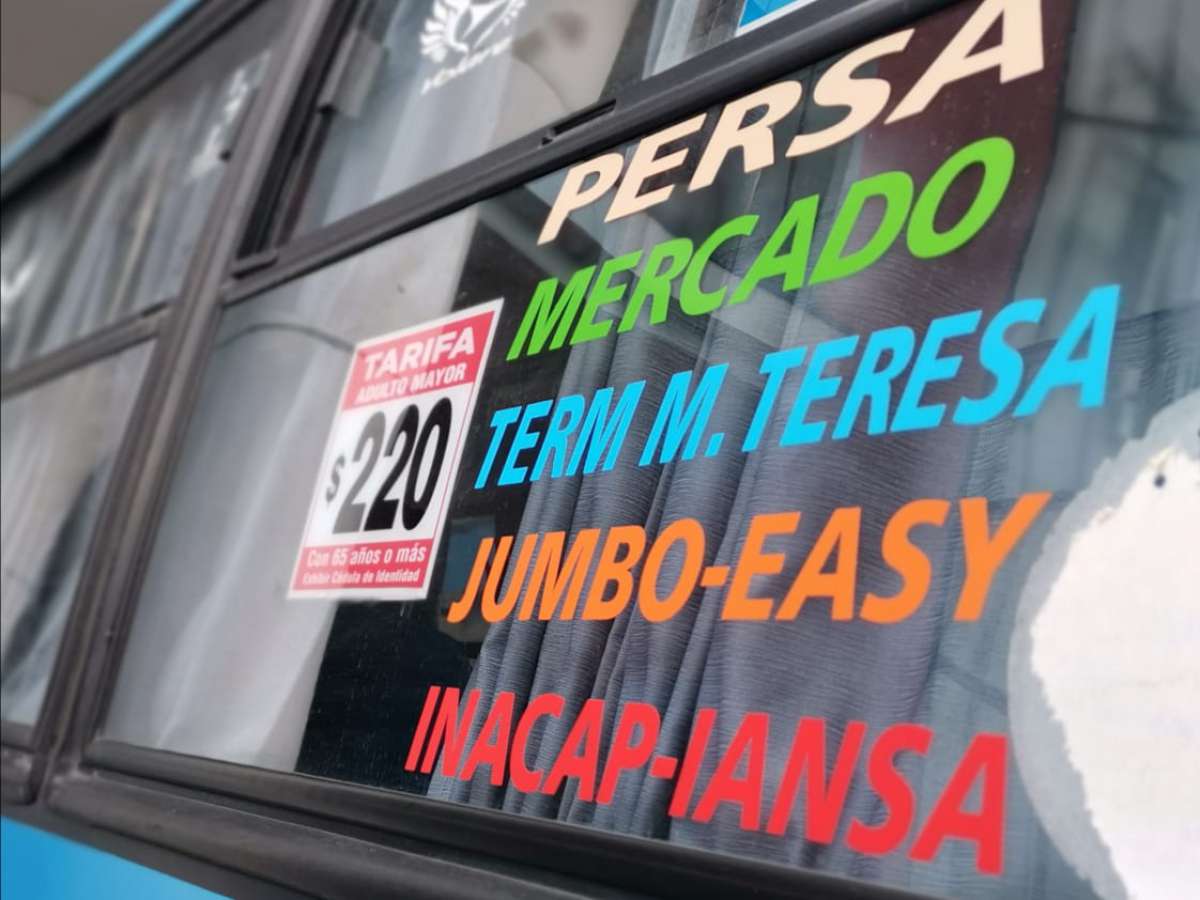 PERSA
MERCADO
TERM M. TERESA
JUMBO-EASY
INACAP-IANSA
TARIFA
ADULTO MAYOR
$220
Con 65 años o más
Exhibir Cédula de Identidad